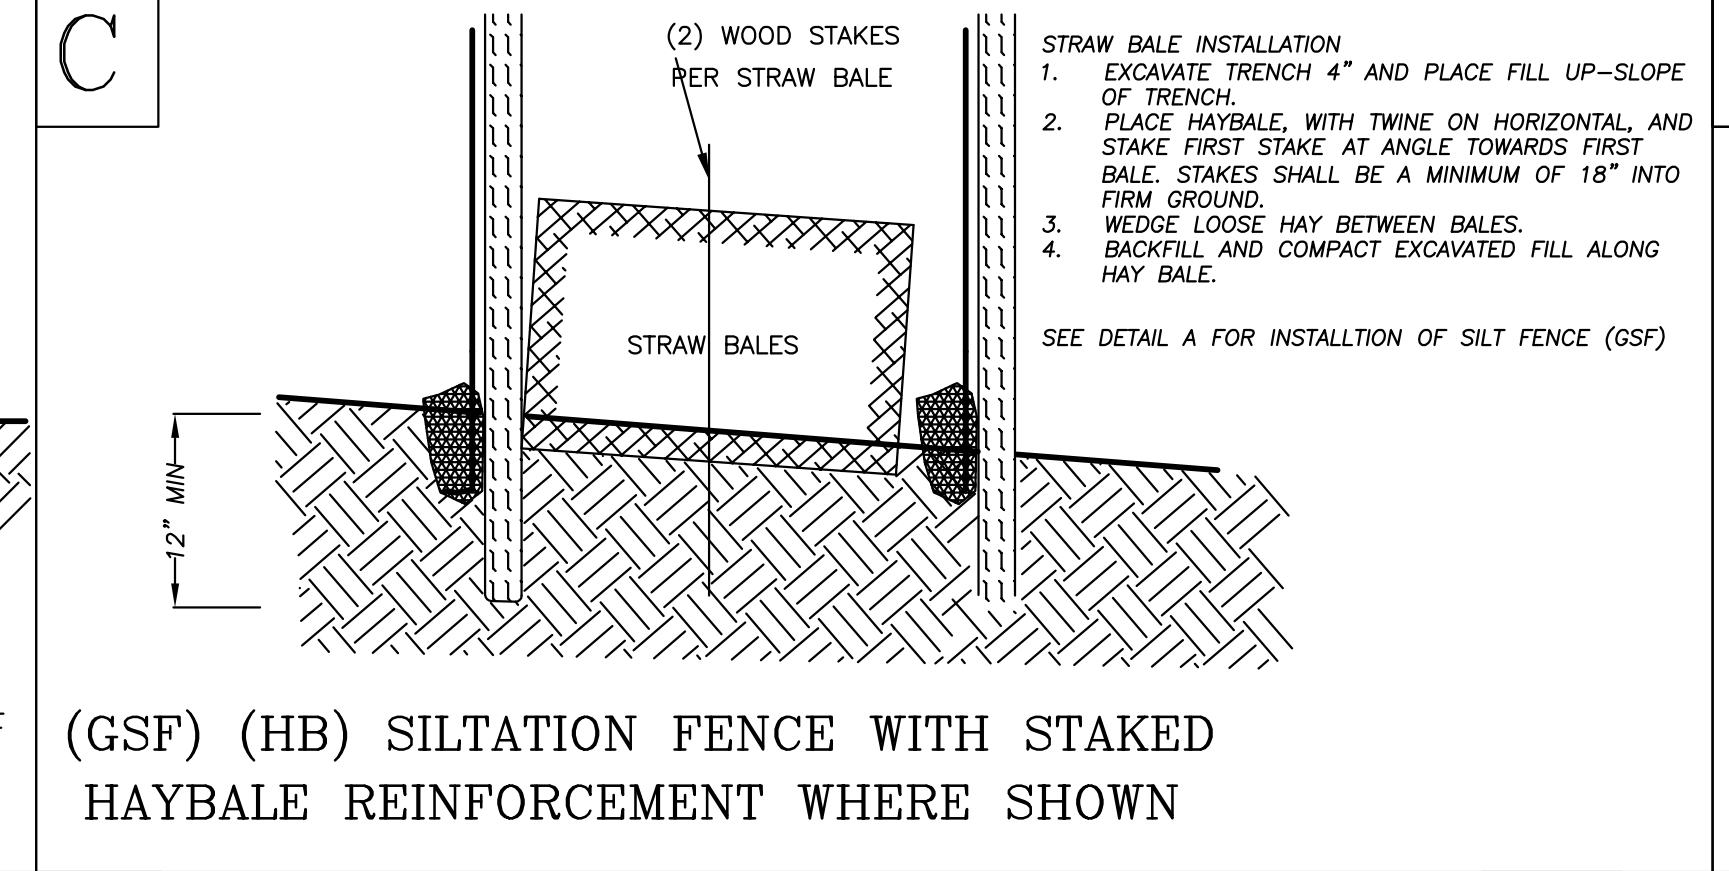 C
(2) WOOD STAKES
PER STRAW BALE
STRAW BALE INSTALLATION
1. EXCAVATE TRENCH 4" AND PLACE FILL UP-SLOPE
OF TRENCH.
2. PLACE HAYBALE, WITH TWINE ON HORIZONTAL, AND
STAKE FIRST STAKE AT ANGLE TOWARDS FIRST
BALE. STAKES SHALL BE A MINIMUM OF 18" INTO
FIRM GROUND.
3. WEDGE LOOSE HAY BETWEEN BALES.
4. BACKFILL AND COMPACT EXCAVATED FILL ALONG
HAY BALE.
SEE DETAIL A FOR INSTALLTION OF SILT FENCE (GSF)
STRAW BALES
12" MIN
(GSF) (HB) SILTATION FENCE WITH STAKED
HAYBALE REINFORCEMENT WHERE SHOWN